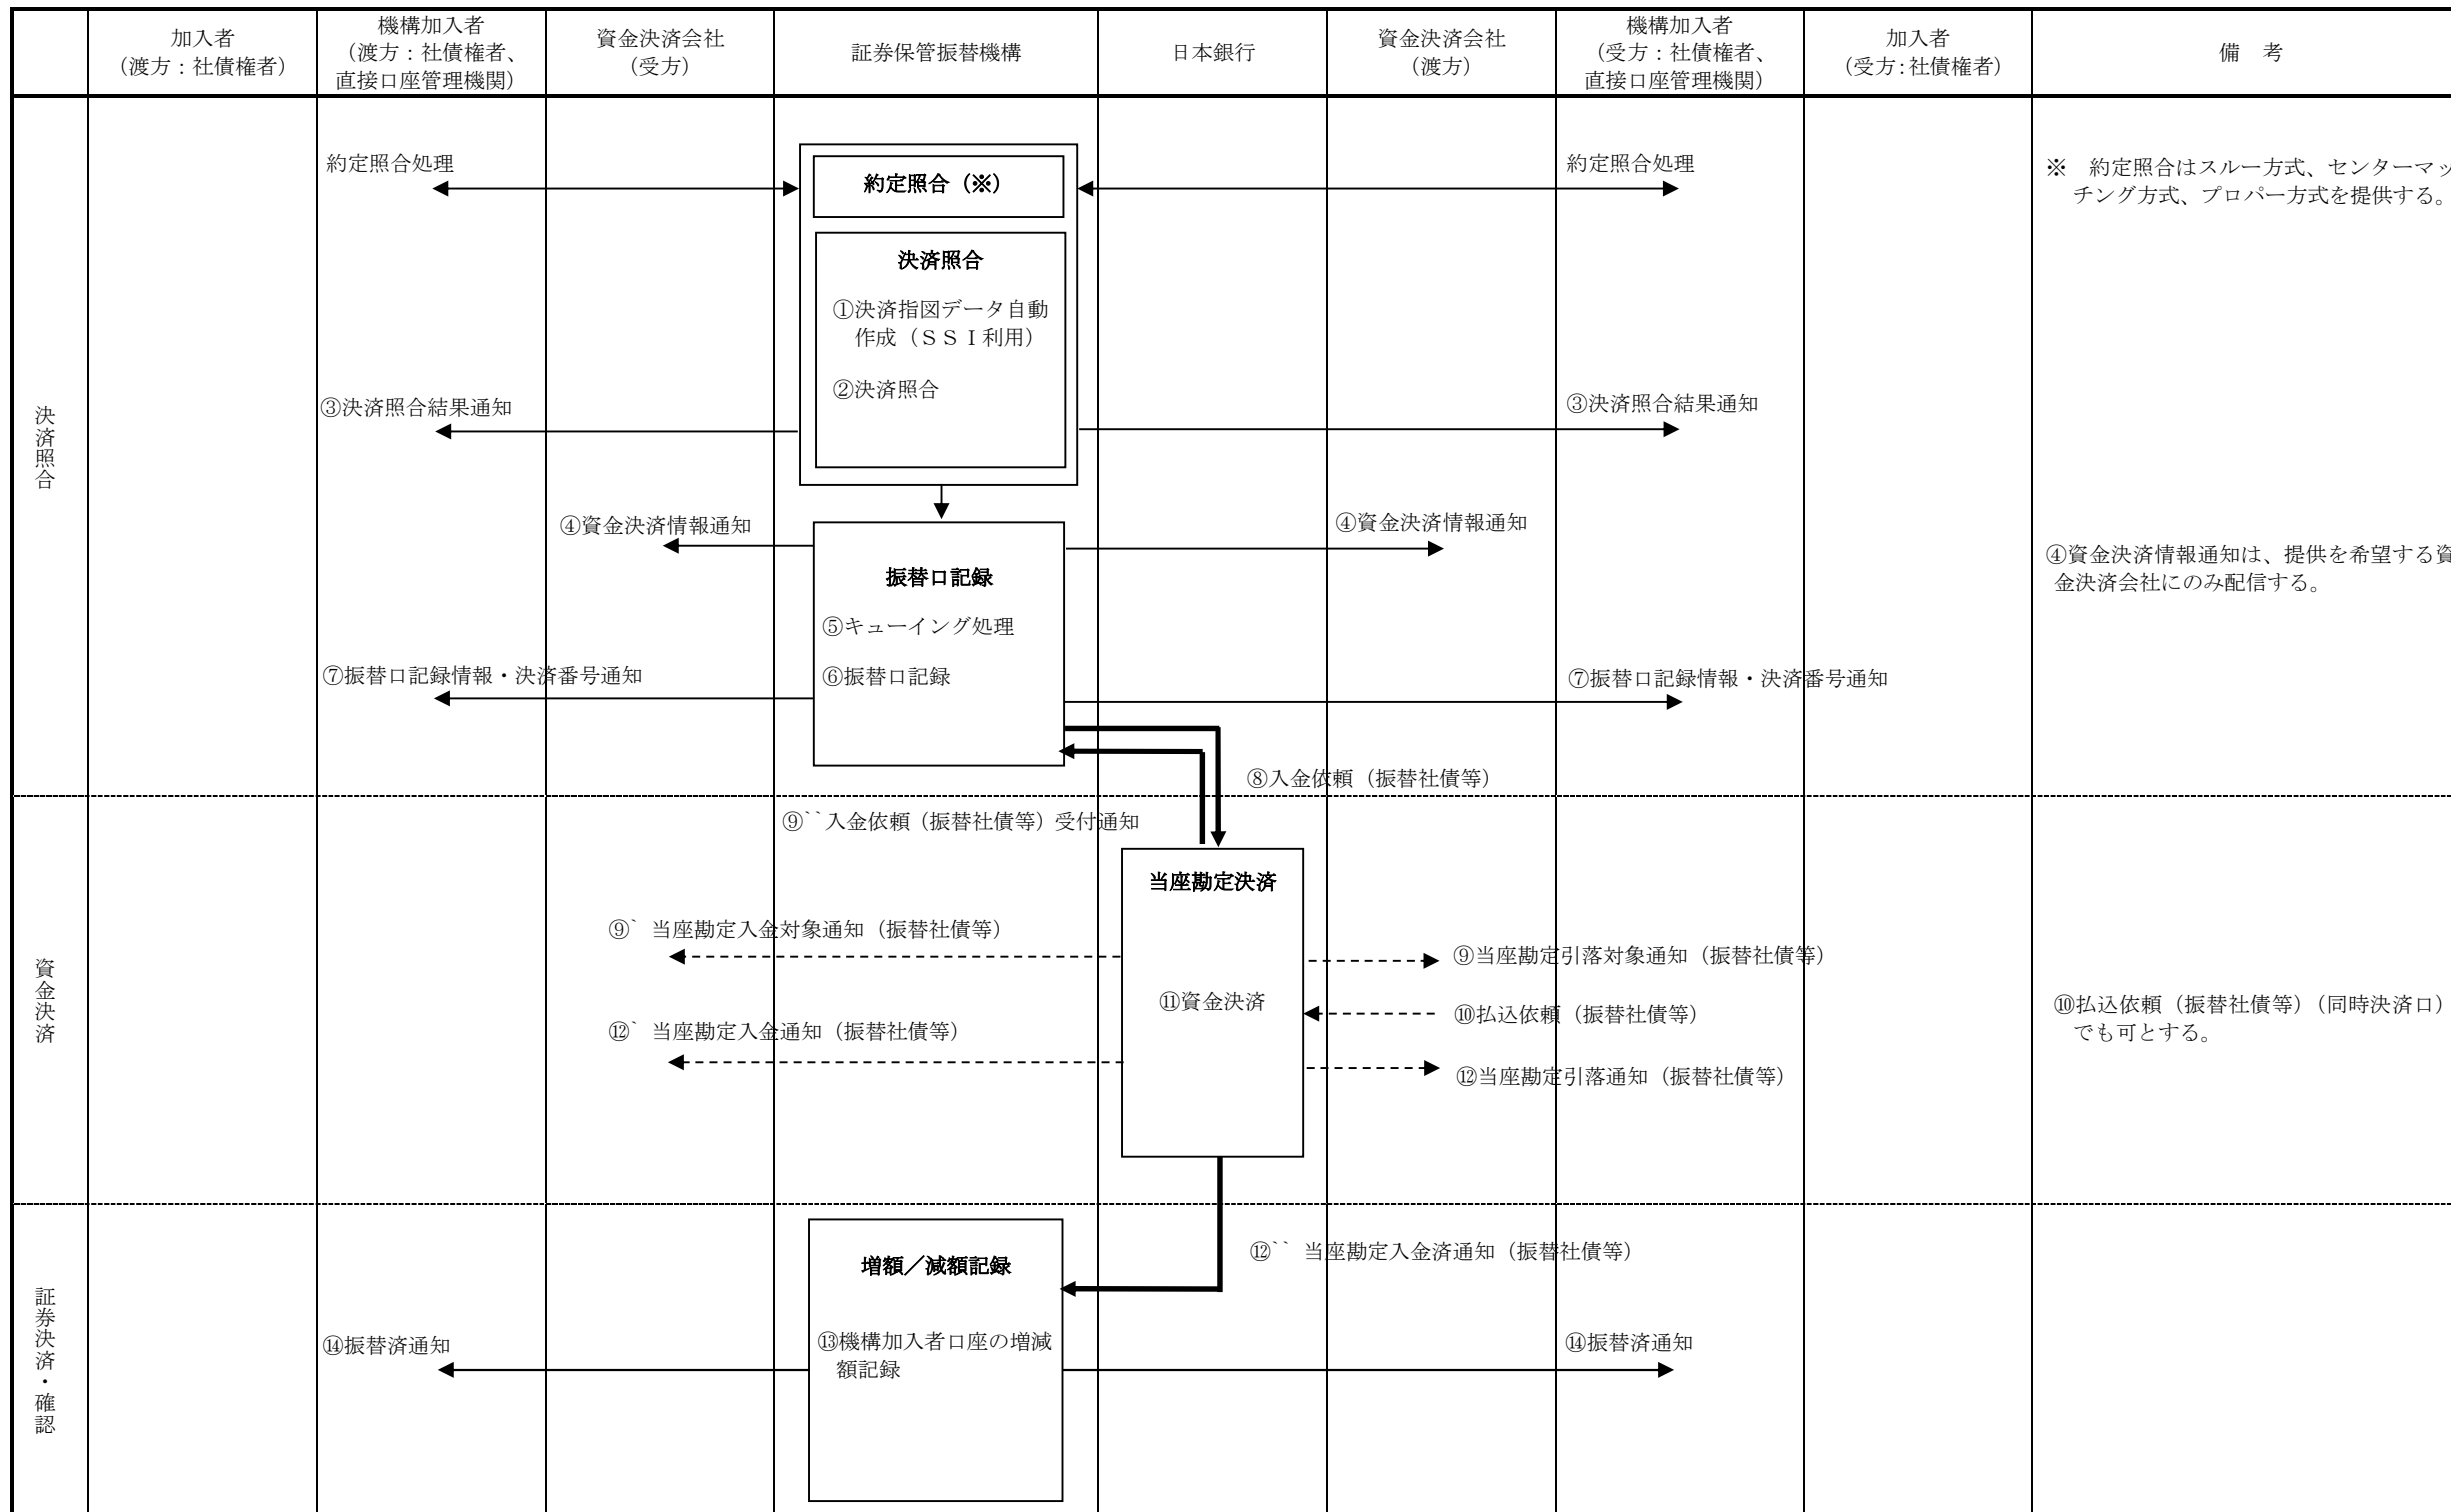 加入者
（渡方：社債権者）
機構加入者
（渡方：社債権者、
直接口座管理機関）
資金決済会社
（受方）
証券保管振替機構
日本銀行
資金決済会社
（渡方）
機構加入者
（受方：社債権者、
直接口座管理機関）
加入者
（受方：社債権者）
備　考
決済照合
約定照合処理
約定照合（※）
約定照合処理
※　約定照合はスルー方式、センターマッ
チング方式、プロパー方式を提供する。
決済照合
①決済指図データ自動
作成（ＳＳＩ利用）
②決済照合
③決済照合結果通知
③決済照合結果通知
④資金決済情報通知
④資金決済情報通知
④資金決済情報通知は、提供を希望する資
金決済会社にのみ配信する。
振替口記録
⑤キューイング処理
⑥振替口記録
⑦振替口記録情報・決済番号通知
⑦振替口記録情報・決済番号通知
⑧入金依頼（振替社債等）
資金決済
⑨``入金依頼（振替社債等）受付通知
当座勘定決済
⑨` 当座勘定入金対象通知（振替社債等）
⑨当座勘定引落対象通知（振替社債等）
⑪資金決済
⑩払込依頼（振替社債等）
⑩払込依頼（振替社債等）（同時決済口）
でも可とする。
⑫` 当座勘定入金通知（振替社債等）
⑫当座勘定引落通知（振替社債等）
証券決済・確認
⑫`` 当座勘定入金済通知（振替社債等）
増額／減額記録
⑬機構加入者口座の増減
額記録
⑭振替済通知
⑭振替済通知